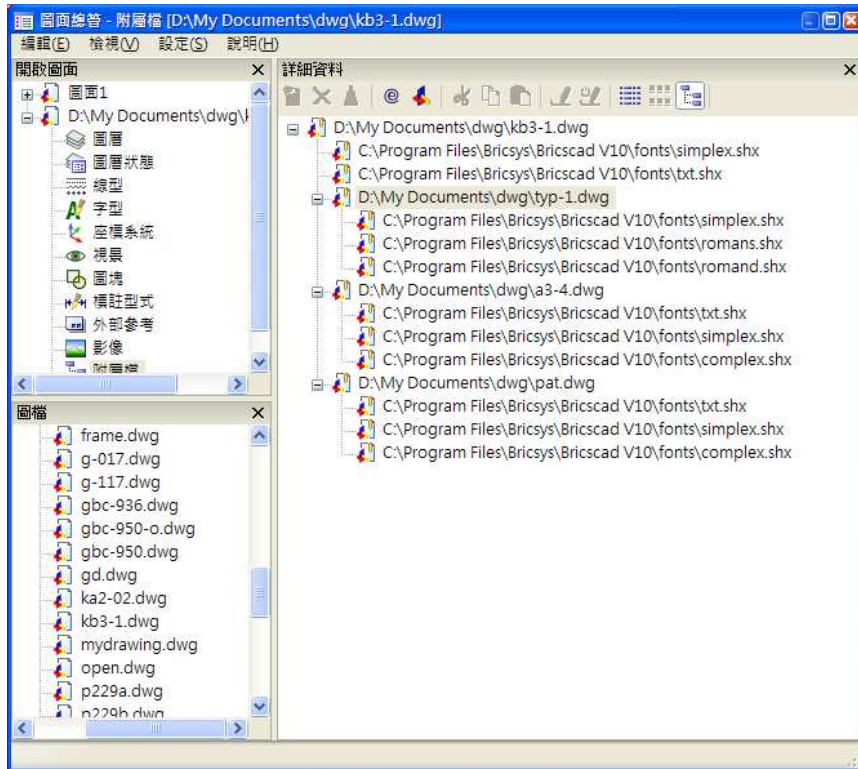 圖面總管 - 附屬檔 [D:\My Documents\dwg\kb3-1.dwg]
編輯(E) 檢視(V) 設定(S) 說明(H)
開啟圖面
圖面1
D:\My Documents\dwg\
圖層
圖層狀態
線型
字型
座標系統
視景
圖塊
標註型式
外部參考
影像
附屬檔
圖檔
frame.dwg
g-017.dwg
g-117.dwg
gbc-936.dwg
gbc-950-o.dwg
gbc-950.dwg
gd.dwg
ka2-02.dwg
kb3-1.dwg
mydrawing.dwg
open.dwg
p229a.dwg
p229b.dwg
詳細資料
D:\My Documents\dwg\kb3-1.dwg
C:\Program Files\Bricsys\Bricscad V10\fonts\simplex.shx
C:\Program Files\Bricsys\Bricscad V10\fonts\txt.shx
D:\My Documents\dwg\typ-1.dwg
C:\Program Files\Bricsys\Bricscad V10\fonts\simplex.shx
C:\Program Files\Bricsys\Bricscad V10\fonts\romans.shx
C:\Program Files\Bricsys\Bricscad V10\fonts\romand.shx
D:\My Documents\dwg\a3-4.dwg
C:\Program Files\Bricsys\Bricscad V10\fonts\txt.shx
C:\Program Files\Bricsys\Bricscad V10\fonts\simplex.shx
C:\Program Files\Bricsys\Bricscad V10\fonts\complex.shx
D:\My Documents\dwg\pat.dwg
C:\Program Files\Bricsys\Bricscad V10\fonts\txt.shx
C:\Program Files\Bricsys\Bricscad V10\fonts\simplex.shx
C:\Program Files\Bricsys\Bricscad V10\fonts\complex.shx